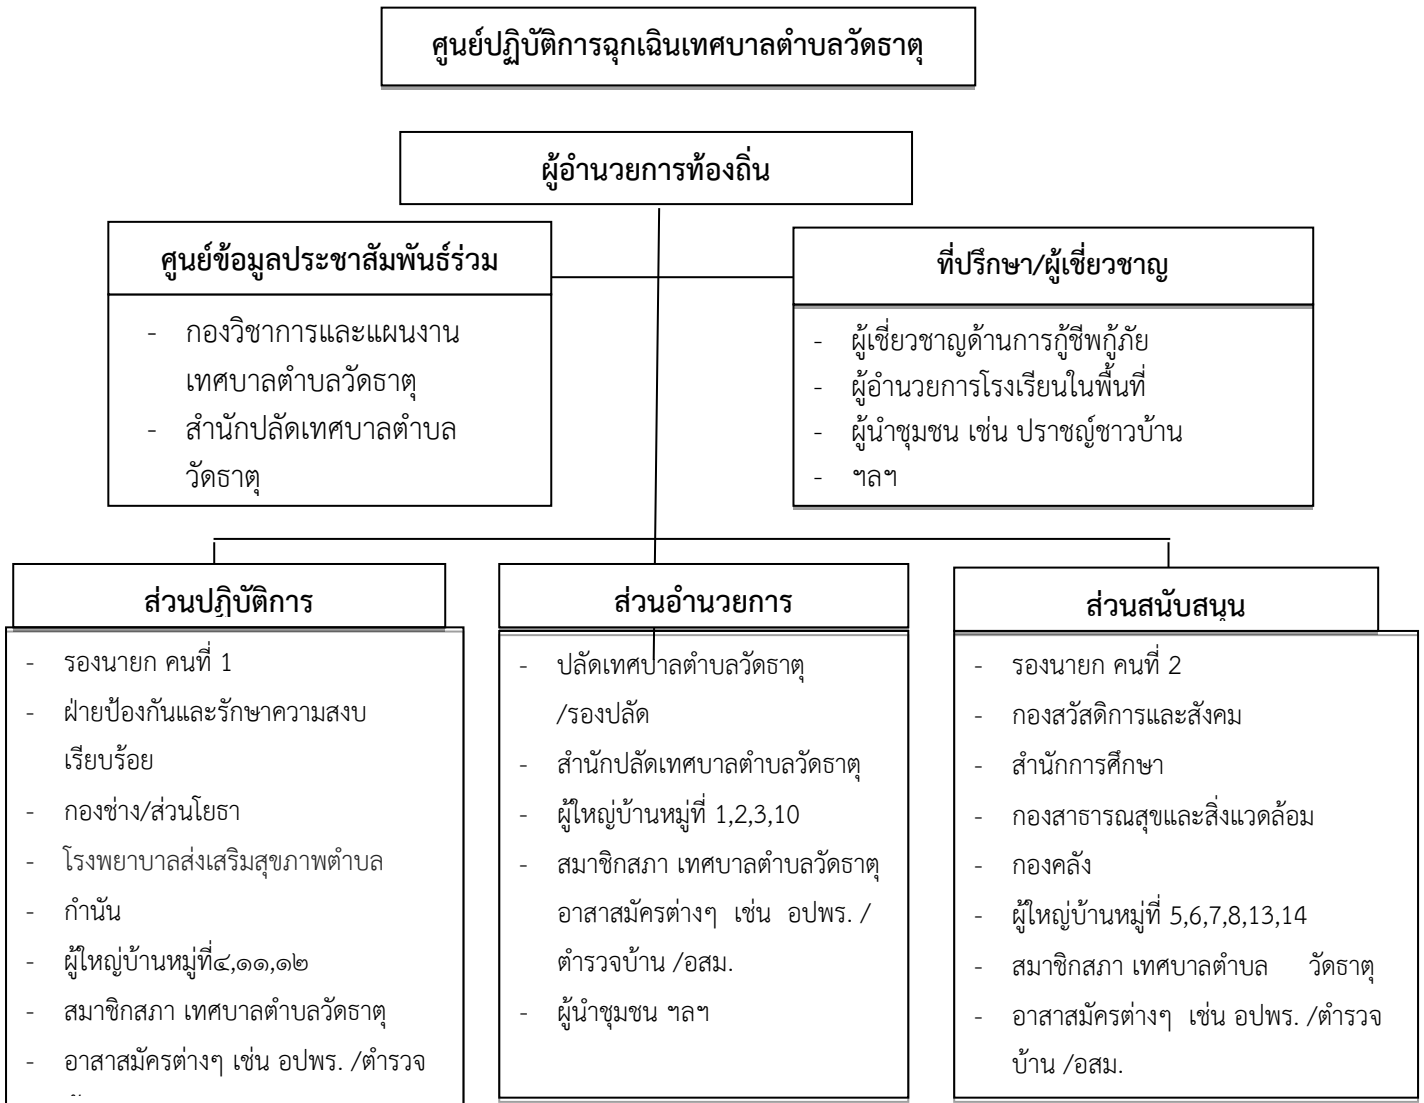 ศูนย์ปฏิบัติการฉุกเฉินเทศบาลตำบลวัดธาตุ
ผู้อำนวยการท้องถิ่น
ศูนย์ข้อมูลประชาสัมพันธ์ร่วม
- กองวิชาการและแผนงาน
เทศบาลตำบลวัดธาตุ
- สำนักปลัดเทศบาลตำบล
วัดธาตุ
ที่ปรึกษา/ผู้เชี่ยวชาญ
- ผู้เชี่ยวชาญด้านการกู้ชีพกู้ภัย
- ผู้อำนวยการโรงเรียนในพื้นที่
- ผู้นำชุมชน เช่น ปราชญ์ชาวบ้าน
- ฯลฯ
ส่วนปฏิบัติการ
- รองนายก คนที่ 1
- ฝ่ายป้องกันและรักษาความสงบ
เรียบร้อย
- กองช่าง/ส่วนโยธา
- โรงพยาบาลส่งเสริมสุขภาพตำบล
- กำนัน
- ผู้ใหญ่บ้านหมู่ที่๔,๑๑,๑๒
- สมาชิกสภา เทศบาลตำบลวัดธาตุ
- อาสาสมัครต่างๆ เช่น อปพร. /ตำรวจ
ส่วนอำนวยการ
- ปลัดเทศบาลตำบลวัดธาตุ
/รองปลัด
- สำนักปลัดเทศบาลตำบลวัดธาตุ
- ผู้ใหญ่บ้านหมู่ที่ 1,2,3,10
- สมาชิกสภา เทศบาลตำบลวัดธาตุ
อาสาสมัครต่างๆ เช่น อปพร. /
ตำรวจบ้าน /อสม.
- ผู้นำชุมชน ฯลฯ
ส่วนสนับสนุน
- รองนายก คนที่ 2
- กองสวัสดิการและสังคม
- สำนักการศึกษา
- กองสาธารณสุขและสิ่งแวดล้อม
- กองคลัง
- ผู้ใหญ่บ้านหมู่ที่ 5,6,7,8,13,14
- สมาชิกสภา เทศบาลตำบล วัดธาตุ
- อาสาสมัครต่างๆ เช่น อปพร. /ตำรวจ
บ้าน /อสม.